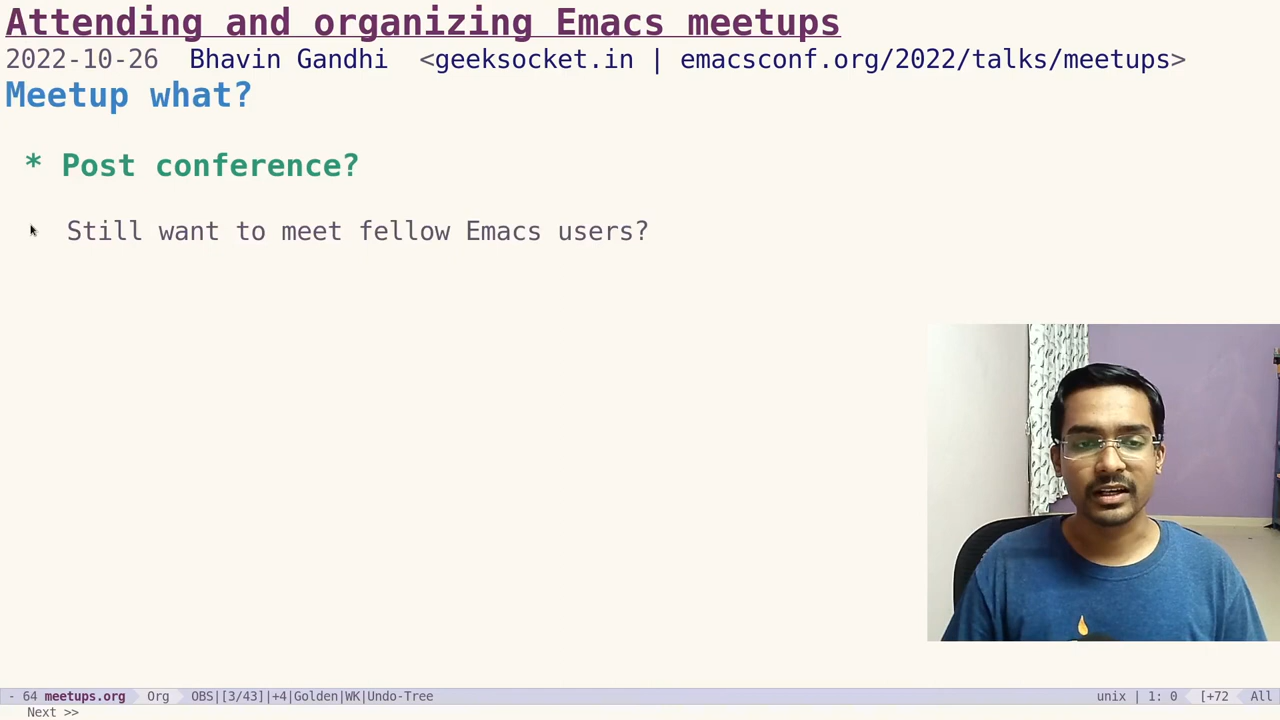 Attending and organizing Emacs meetups
2022-10-26 Bhavin Gandhi <geeksocket.in | emacsconf.org/2022/talks/meetups>
Meetup what?
* Post conference?
Still want to meet fellow Emacs users?
- 64 meetups.org Org OBS|[3/43]|+4|Golden|WK|Undo-Tree unix | 1: 0 [+72 All
Next >>